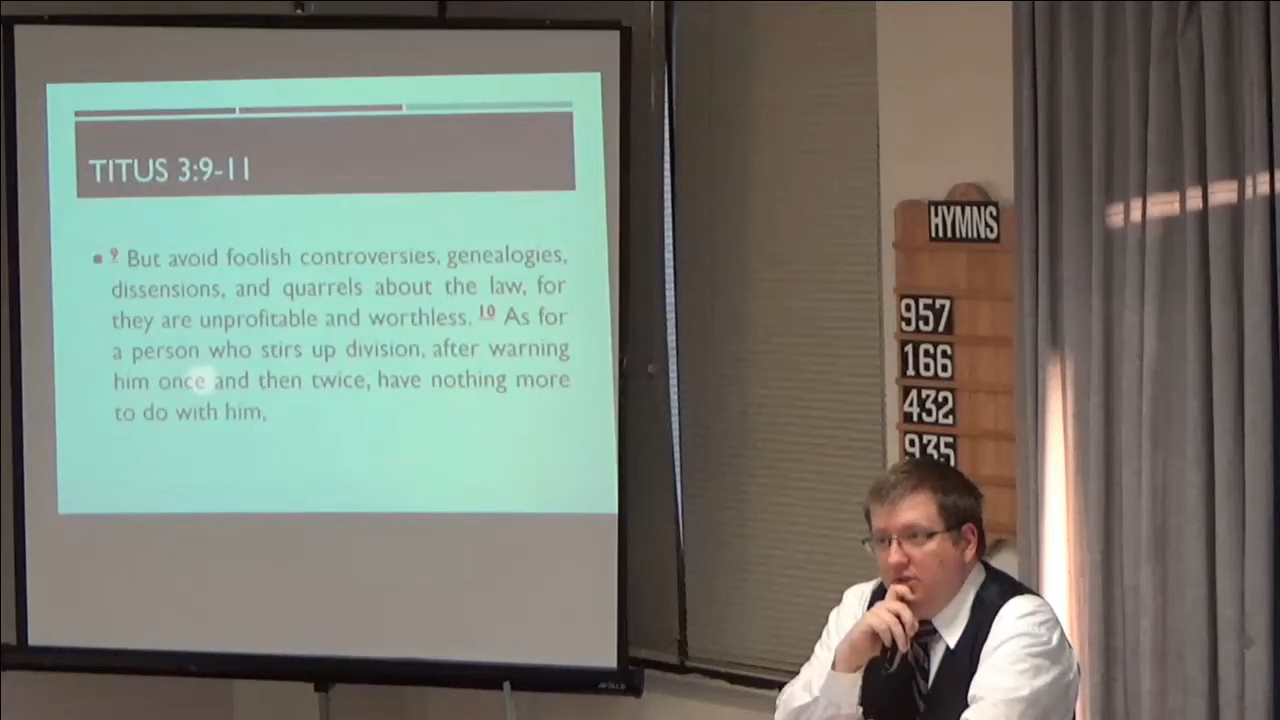 TITUS 3:9-11
▪ 9 But avoid foolish controversies, genealogies,
dissensions, and quarrels about the law, for
they are unprofitable and worthless. 10 As for
a person who stirs up division, after warning
him once and then twice, have nothing more
to do with him,
APOLLO
HYMNS
957
166
432
935